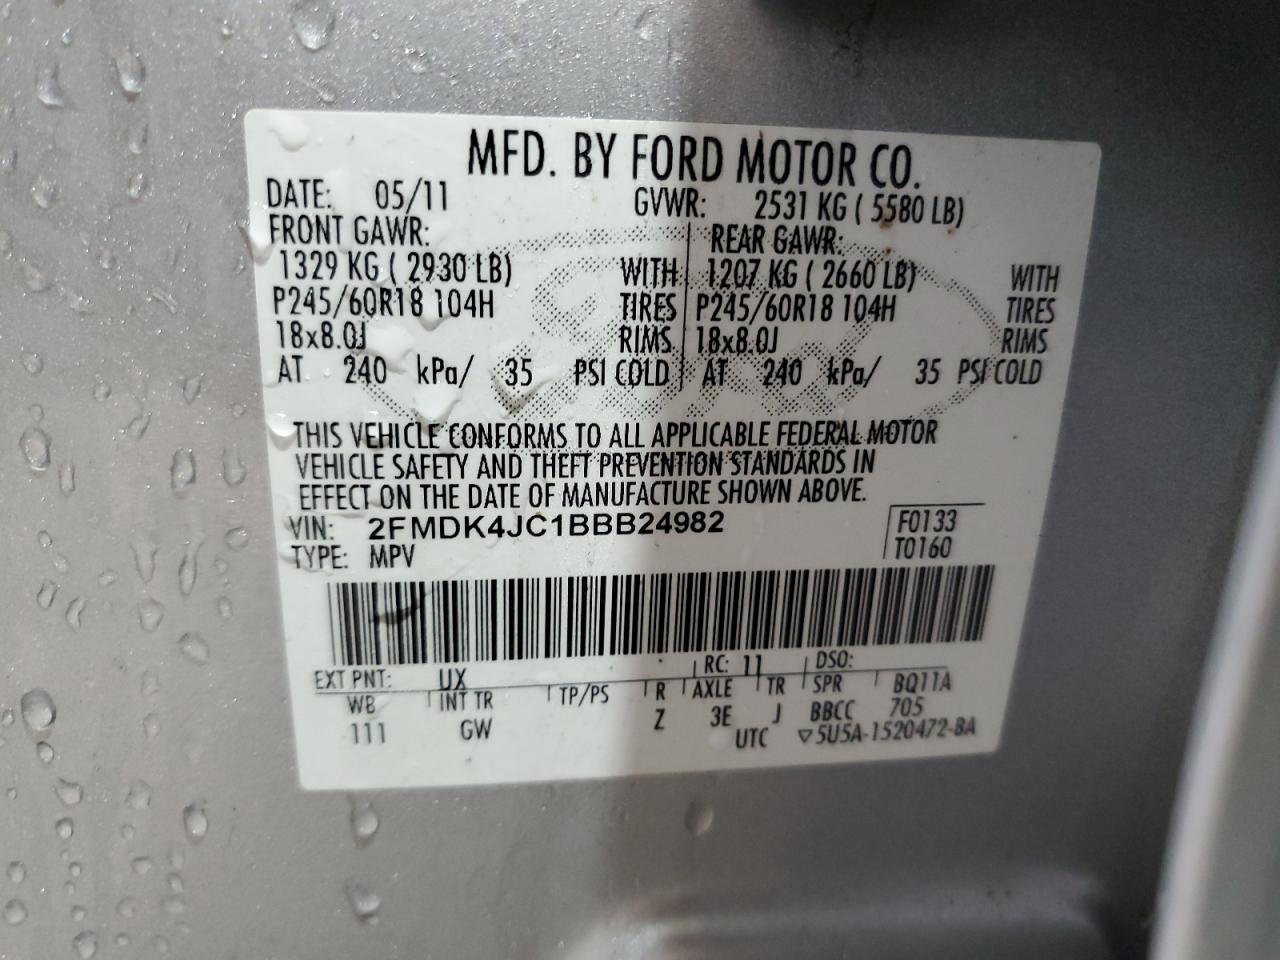 MFD. BY FORD MOTOR CO.
DATE: 05/11 GVWR: 2531 KG ( 5580 LB)
FRONT GAWR: REAR GAWR:
1329 KG ( 2930 LB) WITH 1207 KG ( 2660 LB) WITH
P245/60R18 104H TIRES P245/60R18 104H TIRES
18x8.0J RIMS 18x8.0J RIMS
AT 240 kPa/ 35 PSI COLD AT 240 kPa/ 35 PSI COLD
THIS VEHICLE CONFORMS TO ALL APPLICABLE FEDERAL MOTOR
VEHICLE SAFETY AND THEFT PREVENTION STANDARDS IN
EFFECT ON THE DATE OF MANUFACTURE SHOWN ABOVE.
VIN: 2FMDK4JC1BBB24982 F0133
TYPE: MPV T0160
EXT PNT: UX RC: 11 DSO:
WB INT TR TP/PS R AXLE TR SPR BQ11A
111 GW Z 3E J BBCC 705
UTC ▽5U5A-1520472-BA